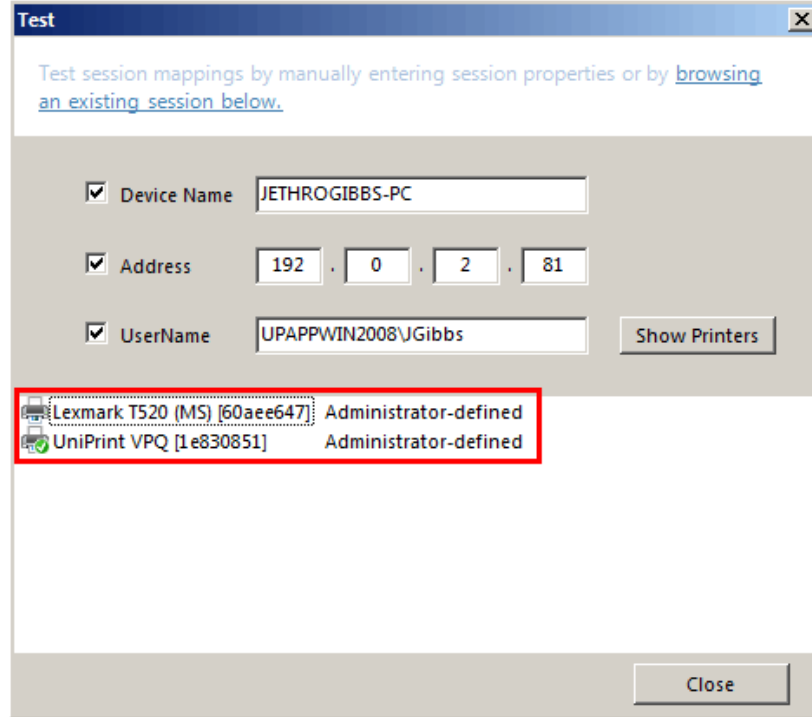 Test
Test session mappings by manually entering session properties or by browsing
an existing session below.
Device Name JETHROGIBBS-PC
Address 192 . 0 . 2 . 81
UserName UPAPPWIN2008\JGibbs Show Printers
Lexmark T520 (MS) [60aee647] Administrator-defined
UniPrint VPQ [1e830851] Administrator-defined
Close